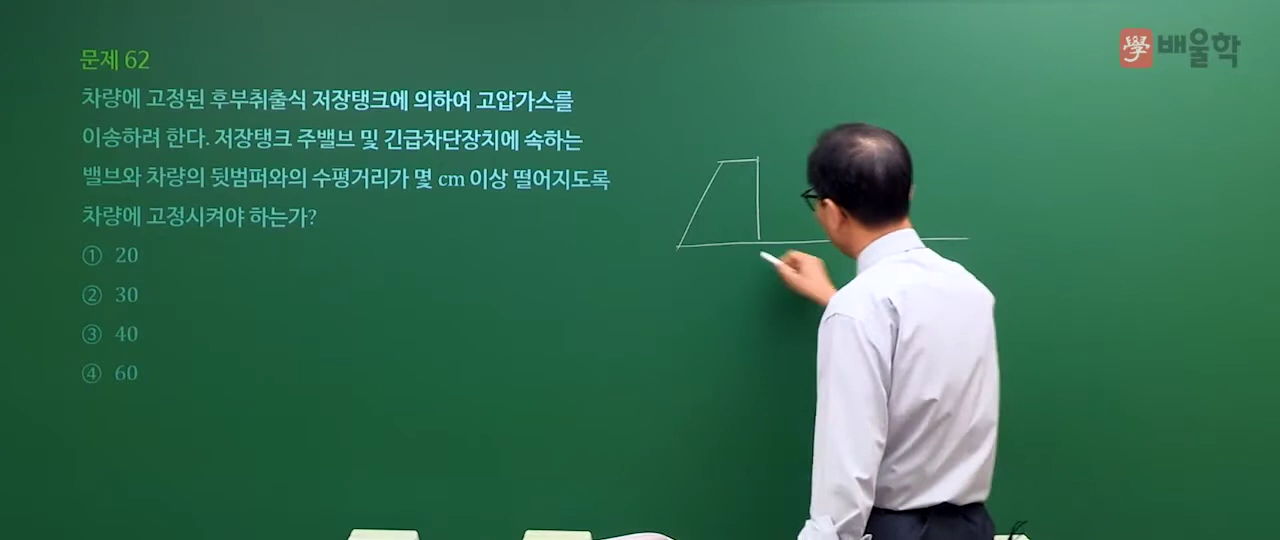 學배울학
문제 62
차량에 고정된 후부취출식 저장탱크에 의하여 고압가스를
이송하려 한다. 저장탱크 주밸브 및 긴급차단장치에 속하는
밸브와 차량의 뒷범퍼와의 수평거리가 몇 cm 이상 떨어지도록
차량에 고정시켜야 하는가?
① 20
② 30
③ 40
④ 60